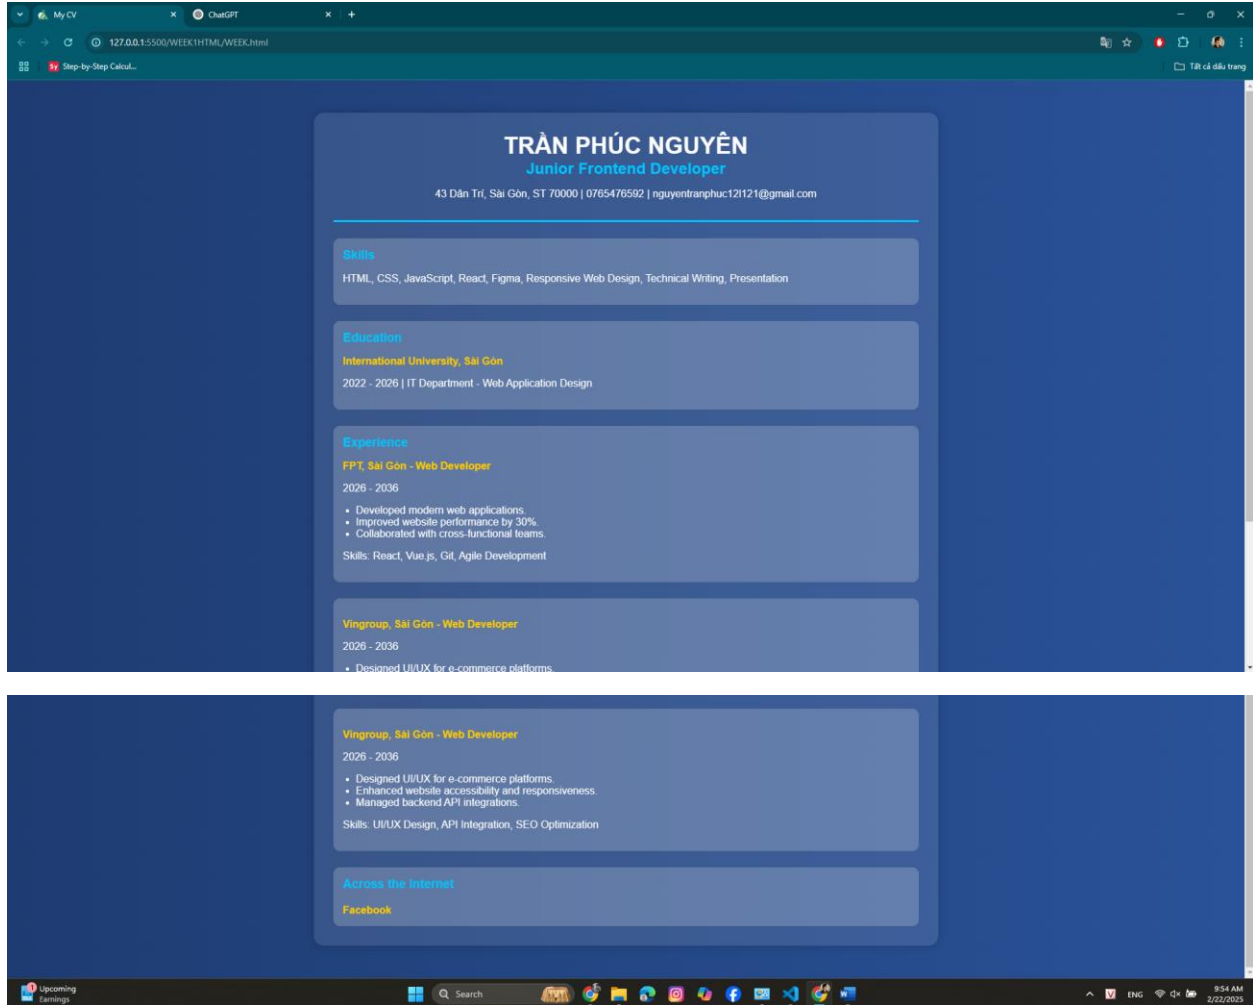 My CV
ChatGPT
127.0.0.1:5500/WEEK1HTML/WEEK.html
Sy Step-by-Step Calcul...
Tất cả dấu trang
TRẦN PHÚC NGUYÊN
Junior Frontend Developer
43 Dân Trí, Sài Gòn, ST 70000 | 0765476592 | nguyentranphuc12l121@gmail.com
Skills
HTML, CSS, JavaScript, React, Figma, Responsive Web Design, Technical Writing, Presentation
Education
International University, Sài Gòn
2022 - 2026 | IT Department - Web Application Design
Experience
FPT, Sài Gòn - Web Developer
2026 - 2036
• Developed modern web applications.
• Improved website performance by 30%.
• Collaborated with cross-functional teams.
Skills: React, Vue.js, Git, Agile Development
Vingroup, Sài Gòn - Web Developer
2026 - 2036
• Designed UI/UX for e-commerce platforms.
Vingroup, Sài Gòn - Web Developer
2026 - 2036
• Designed UI/UX for e-commerce platforms.
• Enhanced website accessibility and responsiveness.
• Managed backend API integrations.
Skills: UI/UX Design, API Integration, SEO Optimization
Across the Internet
Facebook
1
Upcoming
Earnings
Search
V
ENG
9:54 AM
2/22/2025